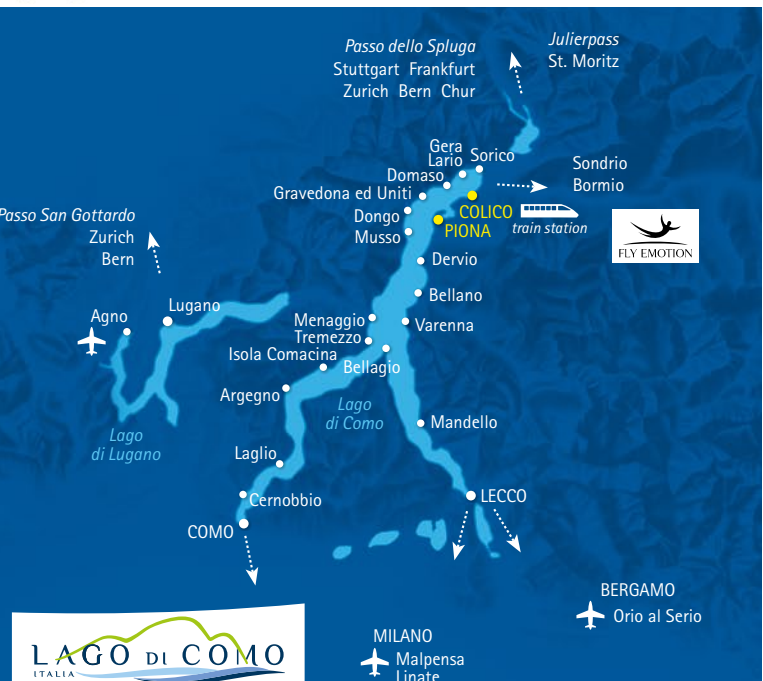 Passo dello Spluga
Stuttgart Frankfurt
Zurich Bern Chur
Julierpass
St. Moritz
Gera
Lario
Sorico
Domaso
Gravedona ed Uniti
Dongo
Musso
COLICO
PIONA
Sondrio
Bormio
train station
FLY EMOTION
Passo San Gottardo
Zurich
Bern
Dervio
Bellano
Varenna
Agno
Lugano
Menaggio
Tremezzo
Isola Comacina
Bellagio
Argegno
Lago
di Como
Lago
di Lugano
Mandello
Laglio
Cernobbio
COMO
LECCO
BERGAMO
Orio al Serio
MILANO
Malpensa
Linate
LAGO DI COMO
ITALIA